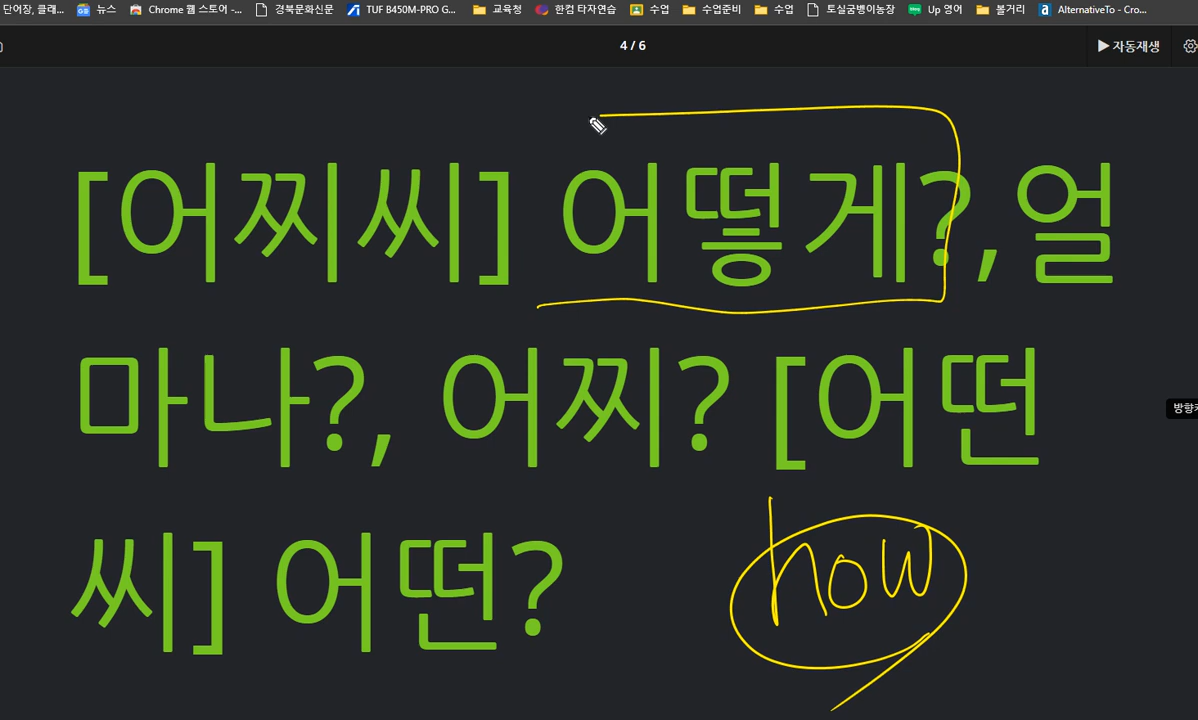 단어장, 클래... 뉴스 Chrome 웹 스토어 -... 경북문화신문 TUF B450M-PRO G... 교육청 한컴 타자연습 수업 수업준비 수업 토실굼벵이농장 Up 영어 볼거리 AlternativeTo - Cro...
4 / 6 ▶ 자동재생
[어찌씨] 어떻게?, 얼
마나?, 어찌? [어떤
방향키
씨] 어떤?
how